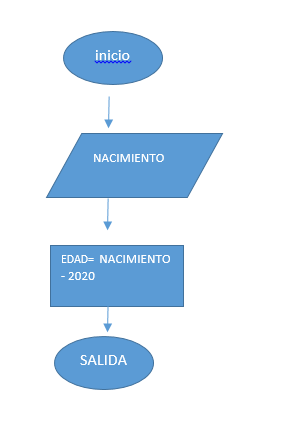 inicio
NACIMIENTO
EDAD= NACIMIENTO
- 2020
SALIDA